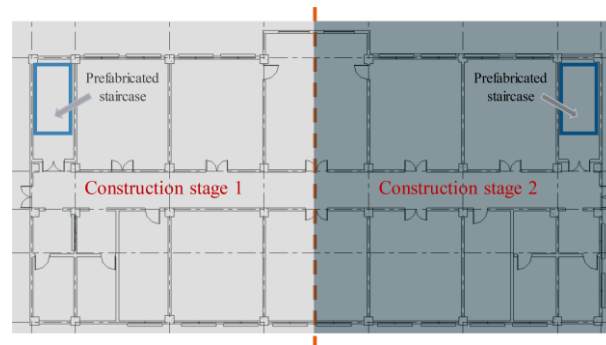 Prefabricated
staircase
Prefabricated
staircase
Construction stage 1
Construction stage 2